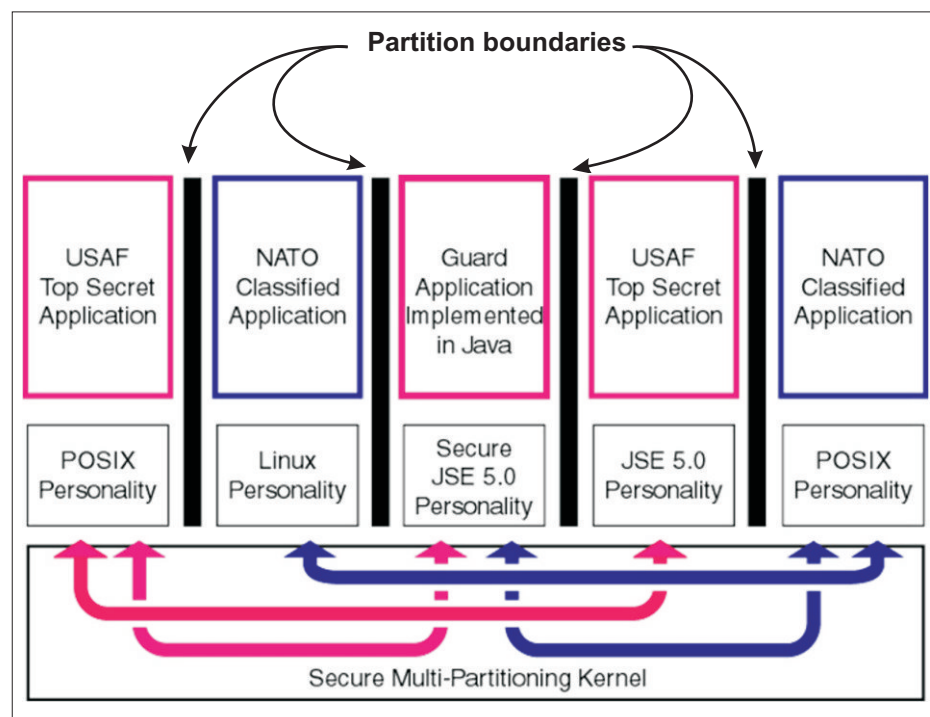 Partition boundaries
USAF
Top Secret
Application
NATO
Classified
Application
Guard
Application
Implemented
in Java
USAF
Top Secret
Application
NATO
Classified
Application
POSIX
Personality
Linux
Personality
Secure
JSE 5.0
Personality
JSE 5.0
Personality
POSIX
Personality
Secure Multi-Partitioning Kernel